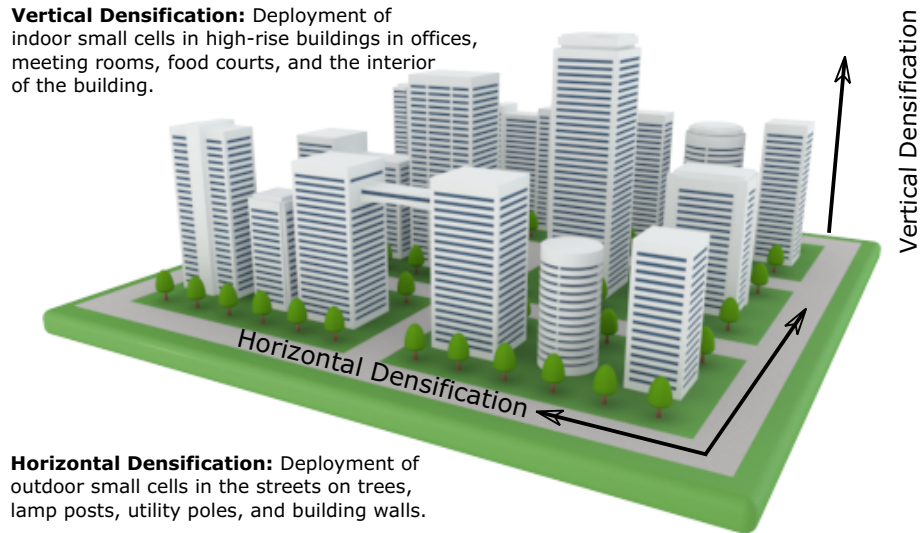 Vertical Densification: Deployment of
indoor small cells in high-rise buildings in offices,
meeting rooms, food courts, and the interior
of the building.
Vertical Densification
Horizontal Densification
Horizontal Densification: Deployment of
outdoor small cells in the streets on trees,
lamp posts, utility poles, and building walls.